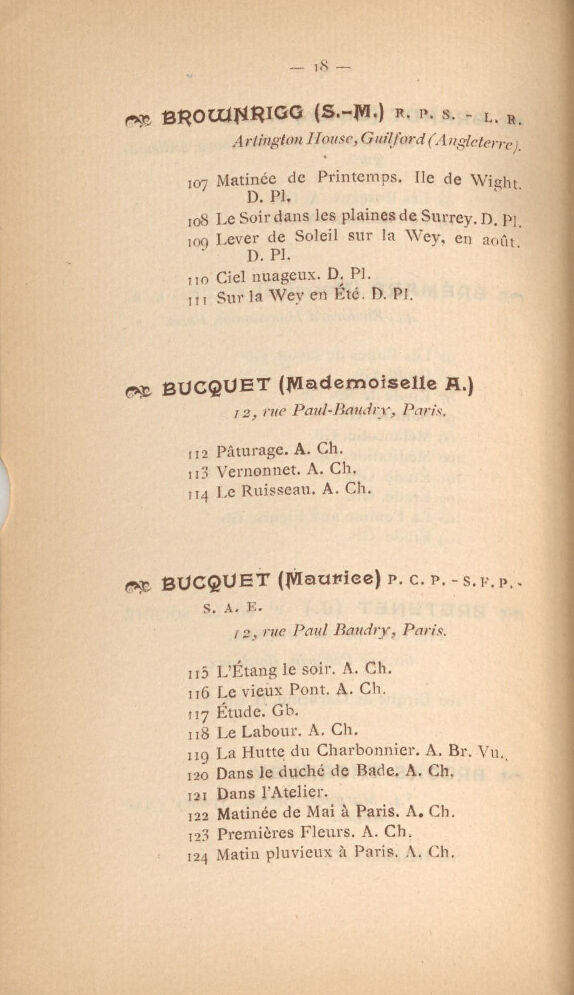 — 18 —
BROWNRIGG (S.-M.) R. P. S. - L. R.
Artington House, Guilford (Angleterre).
107 Matinée de Printemps. Ile de Wight.
D. Pl.
108 Le Soir dans les plaines de Surrey. D. Pl.
109 Lever de Soleil sur la Wey, en août.
D. Pl.
110 Ciel nuageux. D. Pl.
111 Sur la Wey en Été. D. Pl.
BUCQUET (Mademoiselle A.)
12, rue Paul-Baudry, Paris.
112 Pâturage. A. Ch.
113 Vernonnet. A. Ch.
114 Le Ruisseau. A. Ch.
BUCQUET (Maurice) P. C. P. - S. F. P. -
S. A. E.
12, rue Paul Baudry, Paris.
115 L'Étang le soir. A. Ch.
116 Le vieux Pont. A. Ch.
117 Étude. Gb.
118 Le Labour. A. Ch.
119 La Hutte du Charbonnier. A. Br. Vu.
120 Dans le duché de Bade. A. Ch.
121 Dans l'Atelier.
122 Matinée de Mai à Paris. A. Ch.
123 Premières Fleurs. A. Ch.
124 Matin pluvieux à Paris. A. Ch.